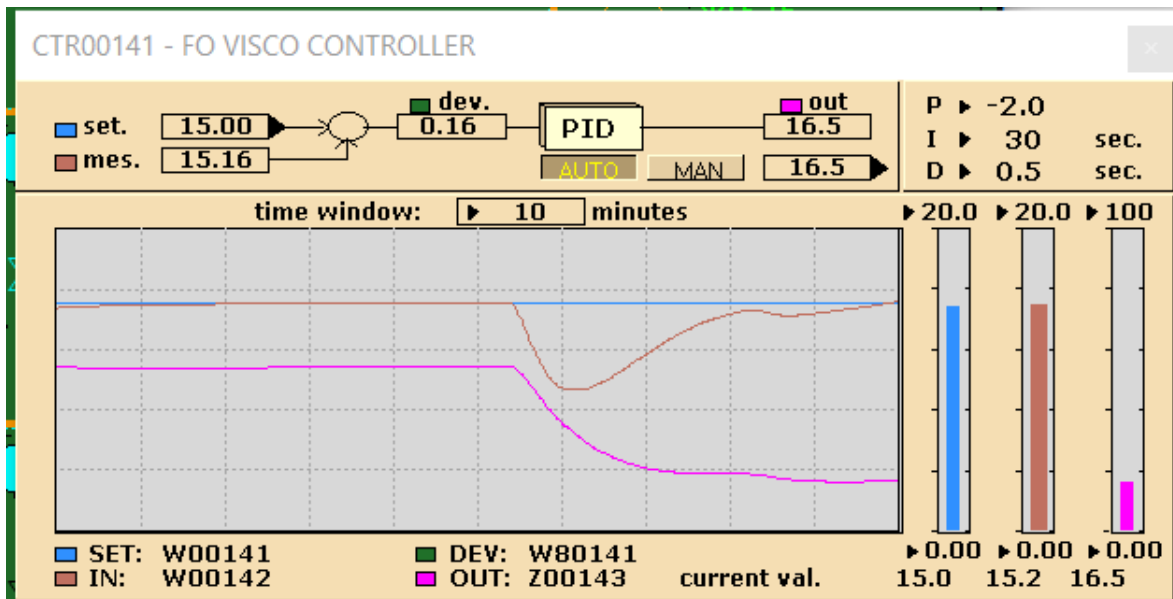 CTR00141 - FO VISCO CONTROLLER
set. 15.00 dev. 0.16 PID out 16.5
mes. 15.16 AUTO MAN 16.5
P -2.0
I 30 sec.
D 0.5 sec.
time window: 10 minutes
20.0 20.0 100
0.00 0.00 0.00
SET: W00141 DEV: W80141
IN: W00142 OUT: Z00143 current val. 15.0 15.2 16.5